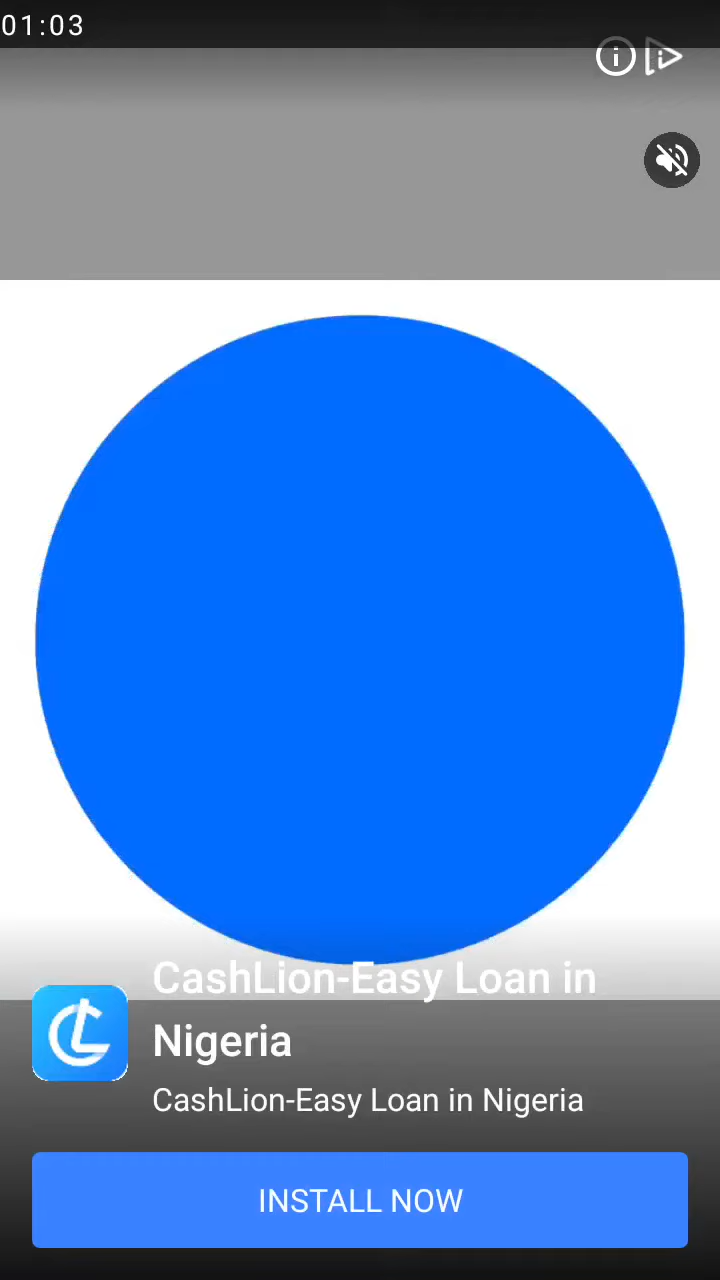 01:03
CashLion-Easy Loan in
Nigeria
CashLion-Easy Loan in Nigeria
INSTALL NOW